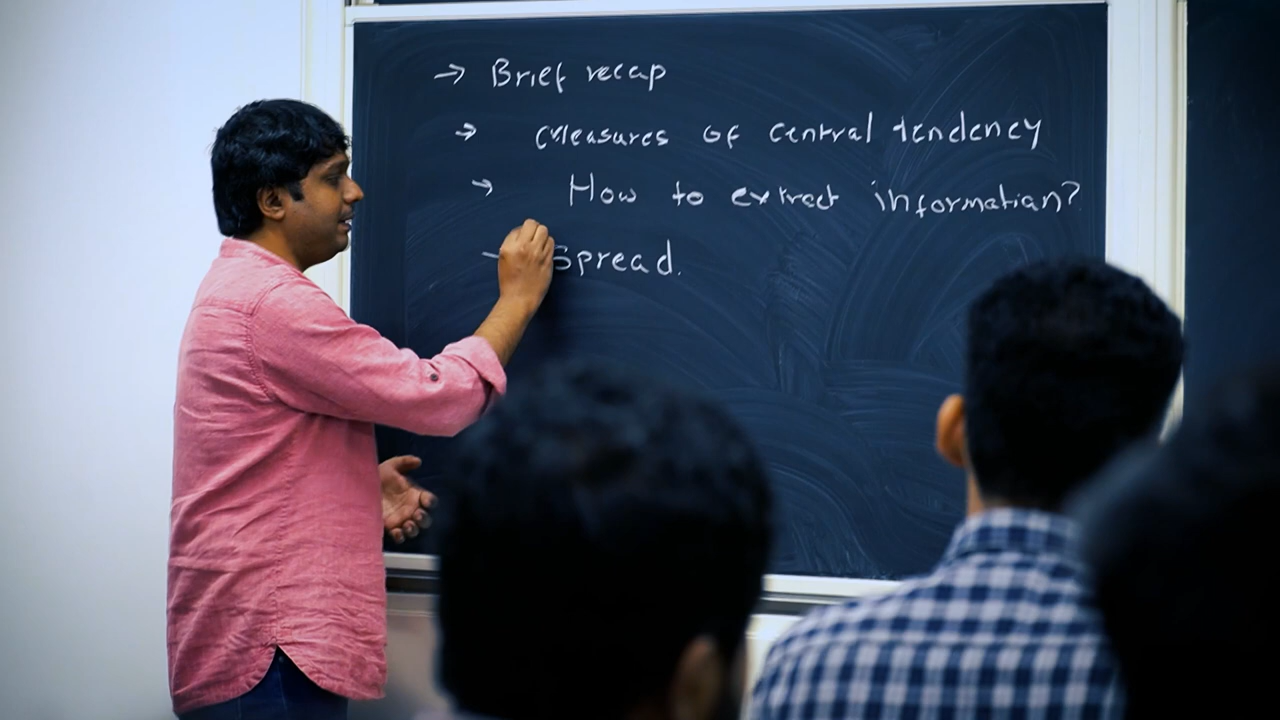 → Brief recap
→ Measures of central tendency
→ How to extract information?
- Spread.